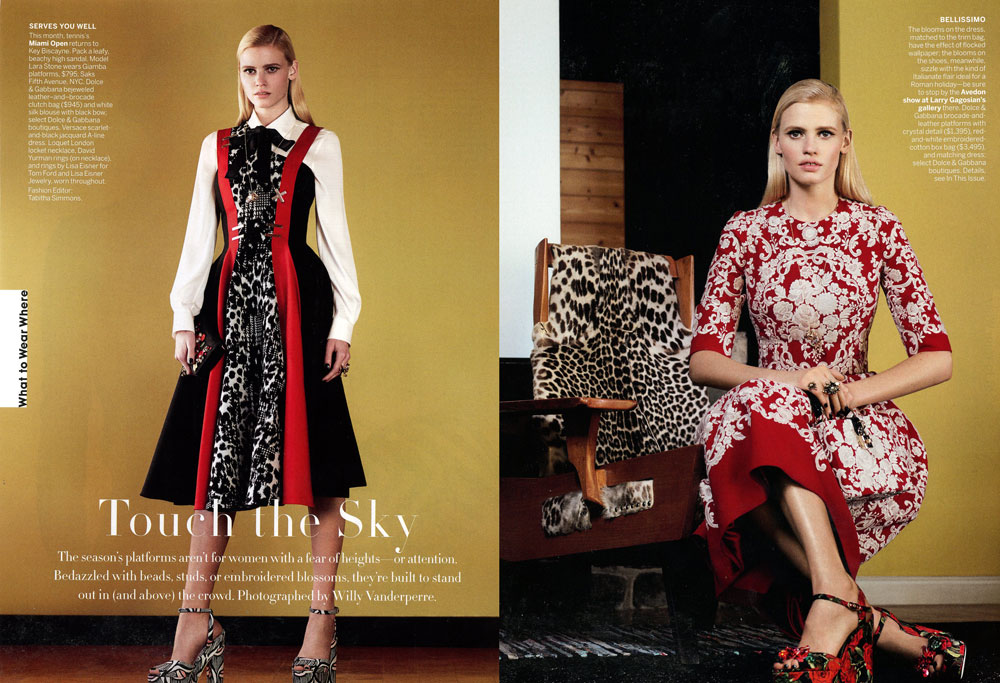 SERVES YOU WELL
This month, tennis's
Miami Open returns to
Key Biscayne. Pack a leafy,
beachy high sandal. Model
Lara Stone wears Giamba
platforms, $795; Saks
Fifth Avenue, NYC. Dolce
& Gabbana bejeweled
leather-and-brocade
clutch bag ($945) and white
silk blouse with black bow;
select Dolce & Gabbana
boutiques. Versace scarlet-
and-black jacquard A-line
dress. Loquet London
locket necklace, David
Yurman rings (on necklace),
and rings by Lisa Eisner for
Tom Ford and Lisa Eisner
Jewelry, worn throughout.
Fashion Editor:
Tabitha Simmons.
What to Wear Where
Touch the Sky
The season's platforms aren't for women with a fear of heights—or attention.
Bedazzled with beads, studs, or embroidered blossoms, they're built to stand
out in (and above) the crowd. Photographed by Willy Vanderperre.
BELLISSIMO
The blooms on the dress,
matched to the trim bag,
have the effect of flocked
wallpaper; the blooms on
the shoes, meanwhile,
sizzle with the kind of
Italianate flair ideal for a
Roman holiday—be sure
to stop by the Avedon
show at Larry Gagosian's
gallery there. Dolce &
Gabbana brocade-and-
leather platforms with
crystal detail ($1,395), red-
and-white embroidered-
cotton box bag ($3,495),
and matching dress;
select Dolce & Gabbana
boutiques. Details,
see In This Issue.